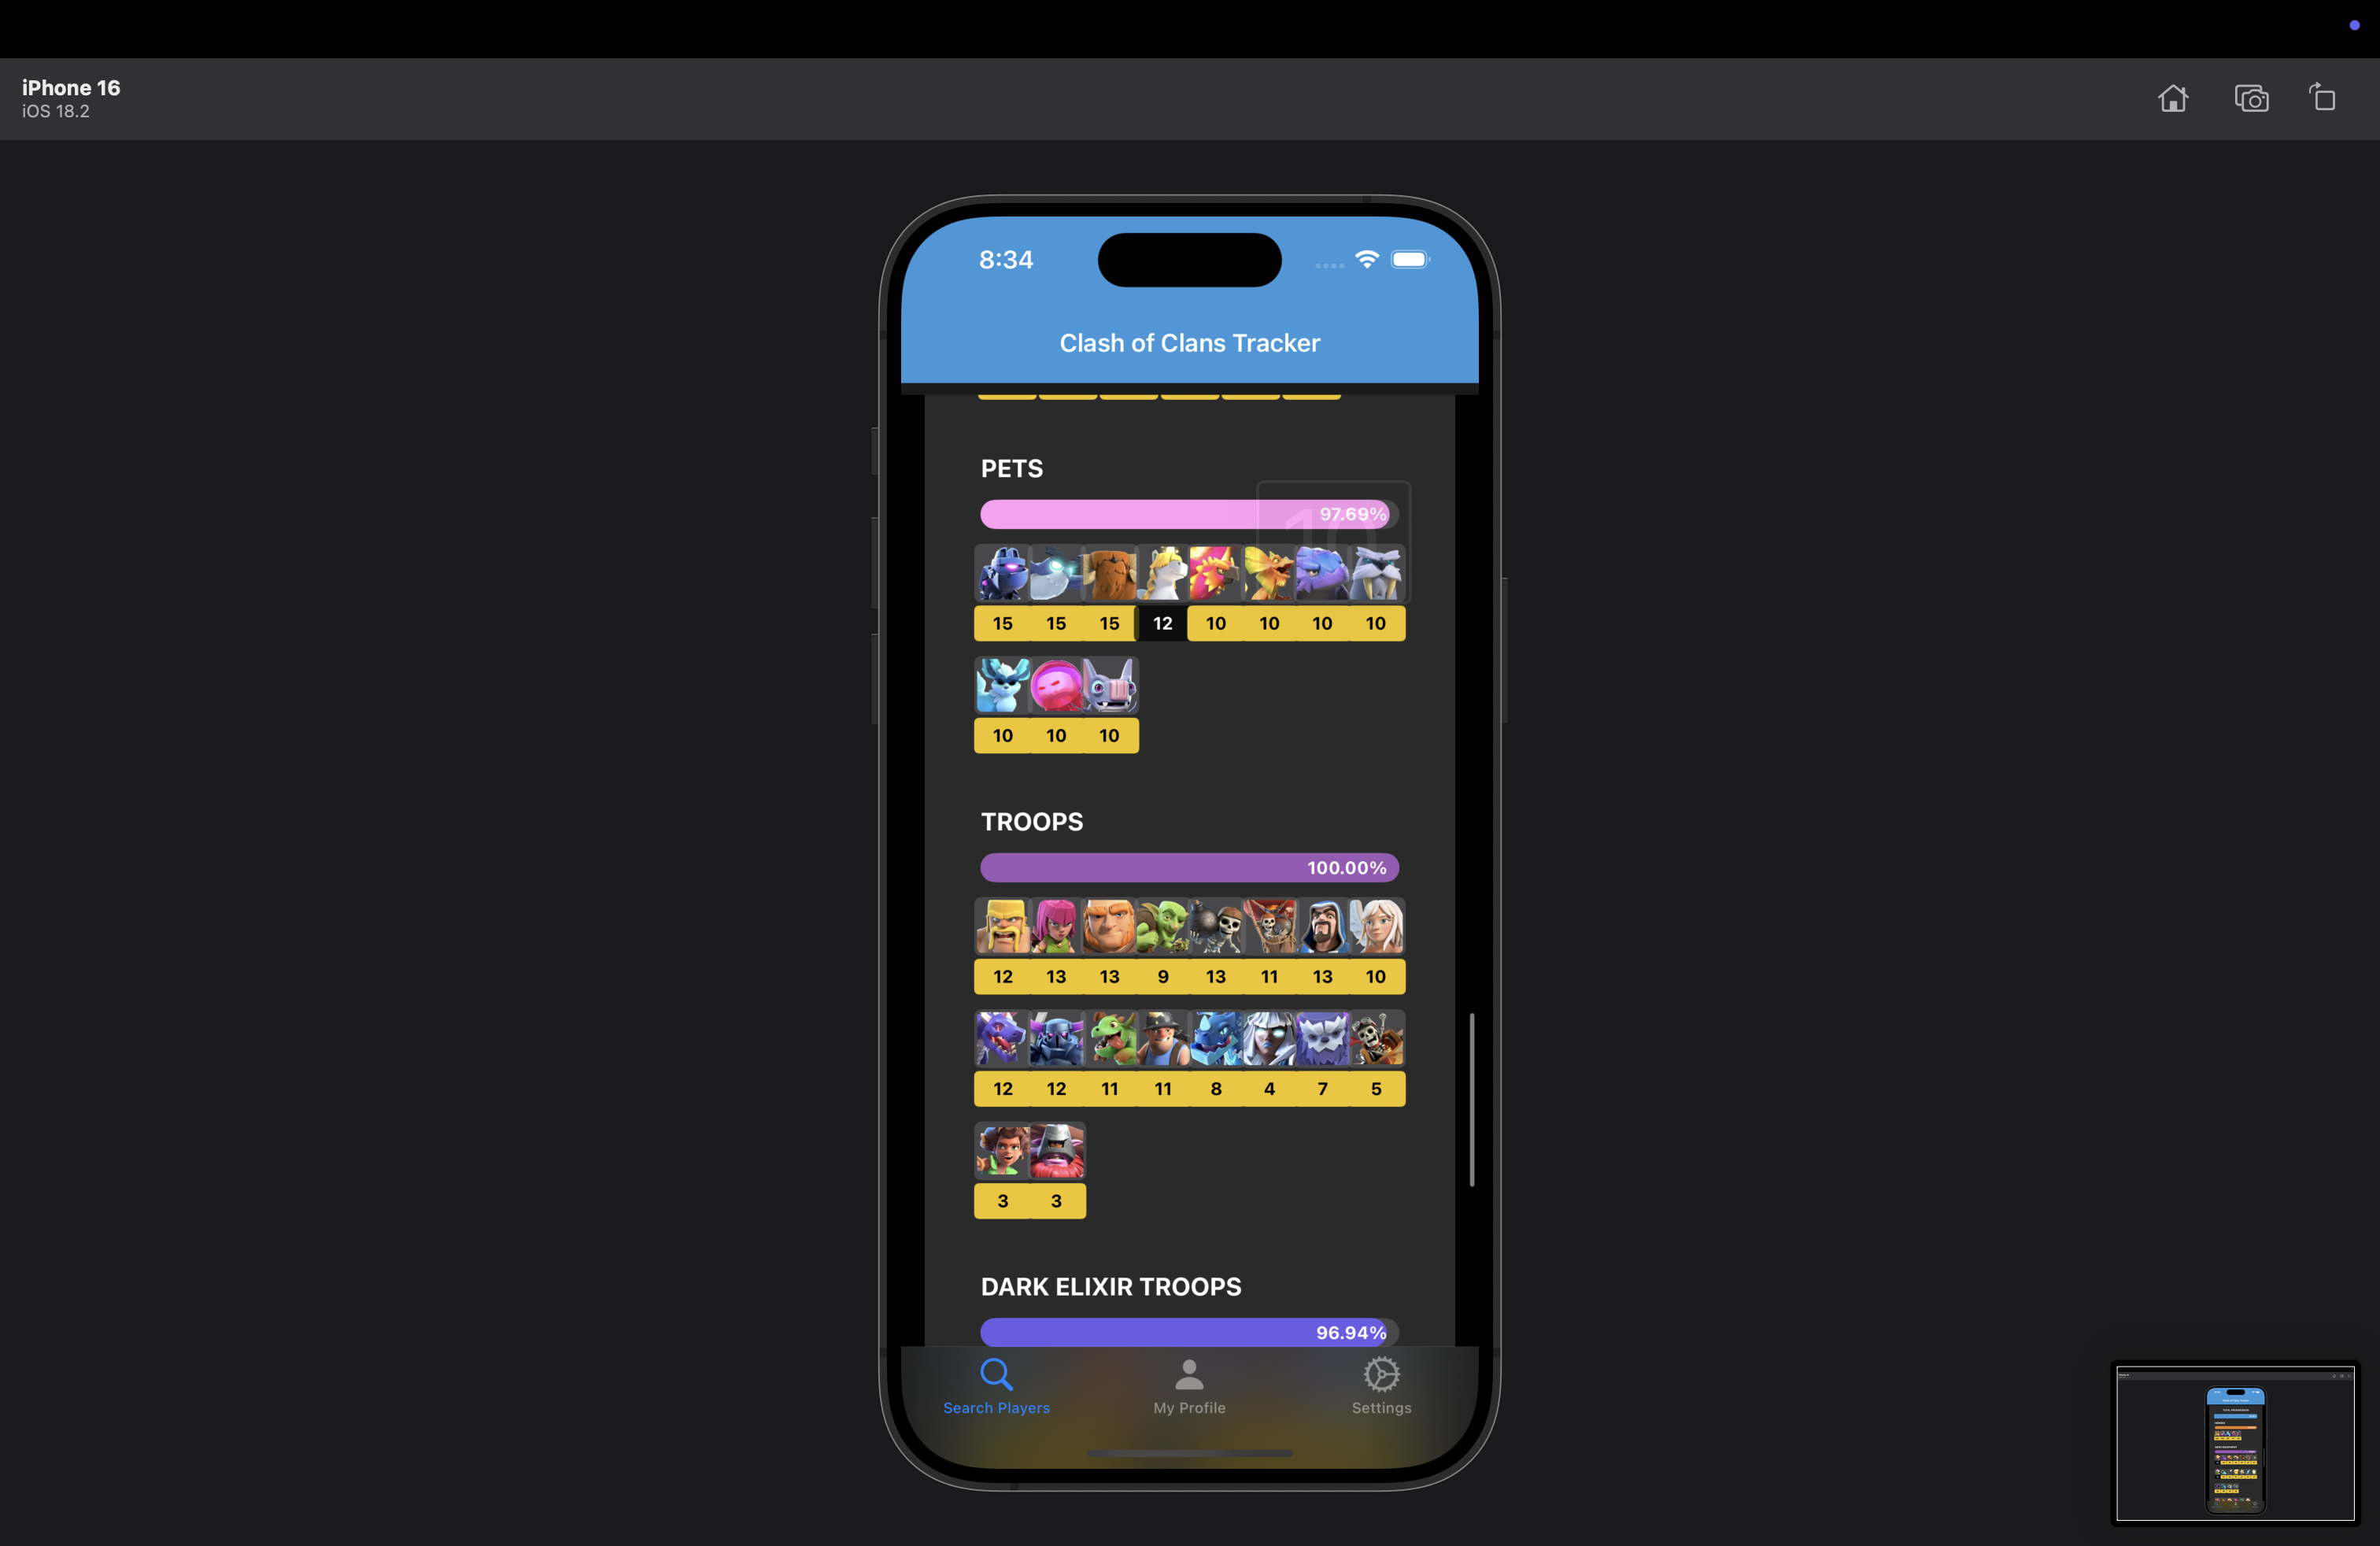 iPhone 16
iOS 18.2
8:34
Clash of Clans Tracker
PETS
97.69%
10
15 15 15 12 10 10 10 10
10 10 10
TROOPS
100.00%
12 13 13 9 13 11 13 10
12 12 11 11 8 4 7 5
3 3
DARK ELIXIR TROOPS
96.94%
Search Players My Profile Settings